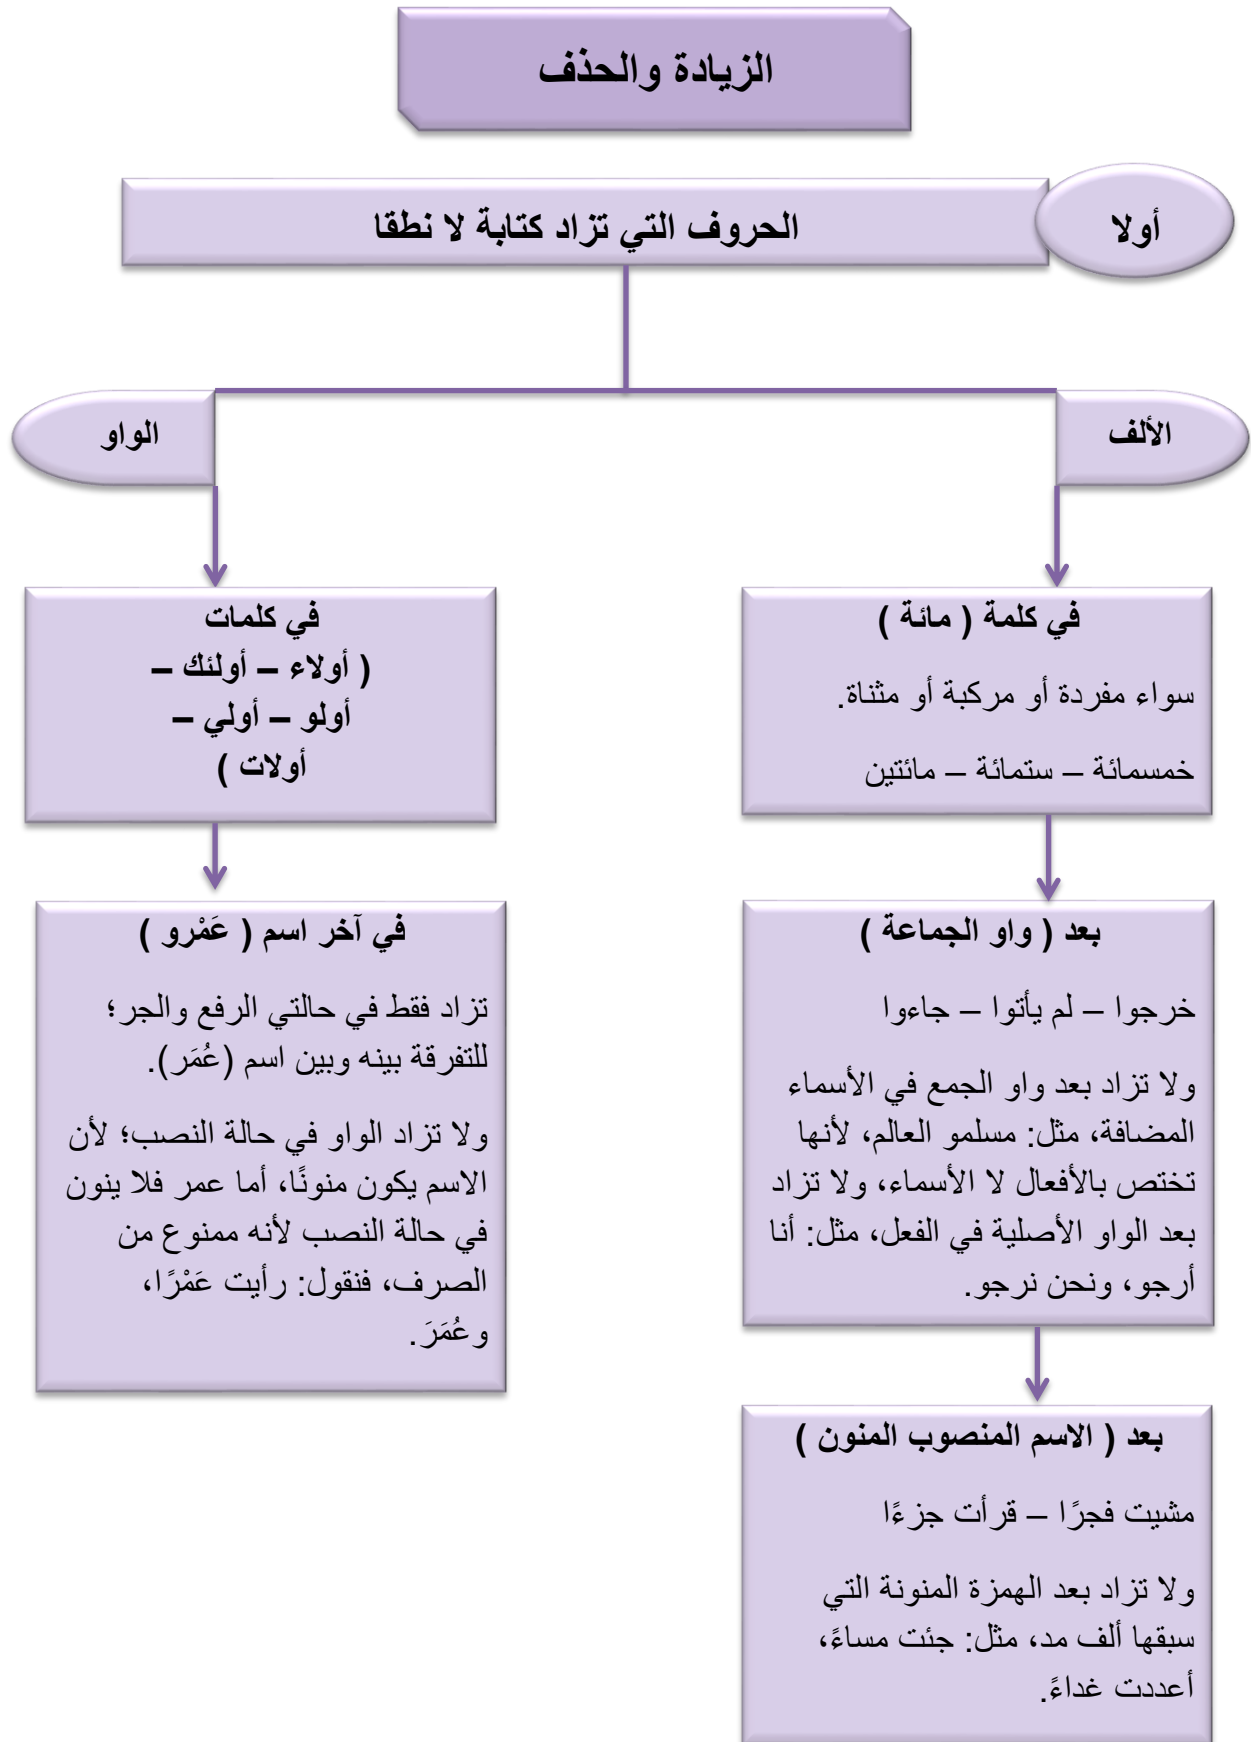 الزيادة والحذف
أولا
الحروف التي تزاد كتابة لا نطقا
الألف
في كلمة ( مائة )
سواء مفردة أو مركبة أو مثناة.
خمسمائة – ستمائة – مائتين
بعد ( واو الجماعة )
خرجوا – لم يأتوا – جاءوا
ولا تزاد بعد واو الجمع في الأسماء
المضافة، مثل: مسلمو العالم، لأنها
تختص بالأفعال لا الأسماء، ولا تزاد
بعد الواو الأصلية في الفعل، مثل: أنا
أرجو، ونحن نرجو.
بعد ( الاسم المنصوب المنون )
مشيت فجرًا – قرأت جزءًا
ولا تزاد بعد الهمزة المنونة التي
سبقها ألف مد، مثل: جئت مساءً،
أعددت غداءً.
الواو
في كلمات
( أولاء – أولئك –
أولو – أولي –
أولات )
في آخر اسم ( عَمْرو )
تزاد فقط في حالتي الرفع والجر؛
للتفرقة بينه وبين اسم (عُمَر).
ولا تزاد الواو في حالة النصب؛ لأن
الاسم يكون منونًا، أما عمر فلا ينون
في حالة النصب لأنه ممنوع من
الصرف، فنقول: رأيت عَمْرًا،
وعُمَرَ.